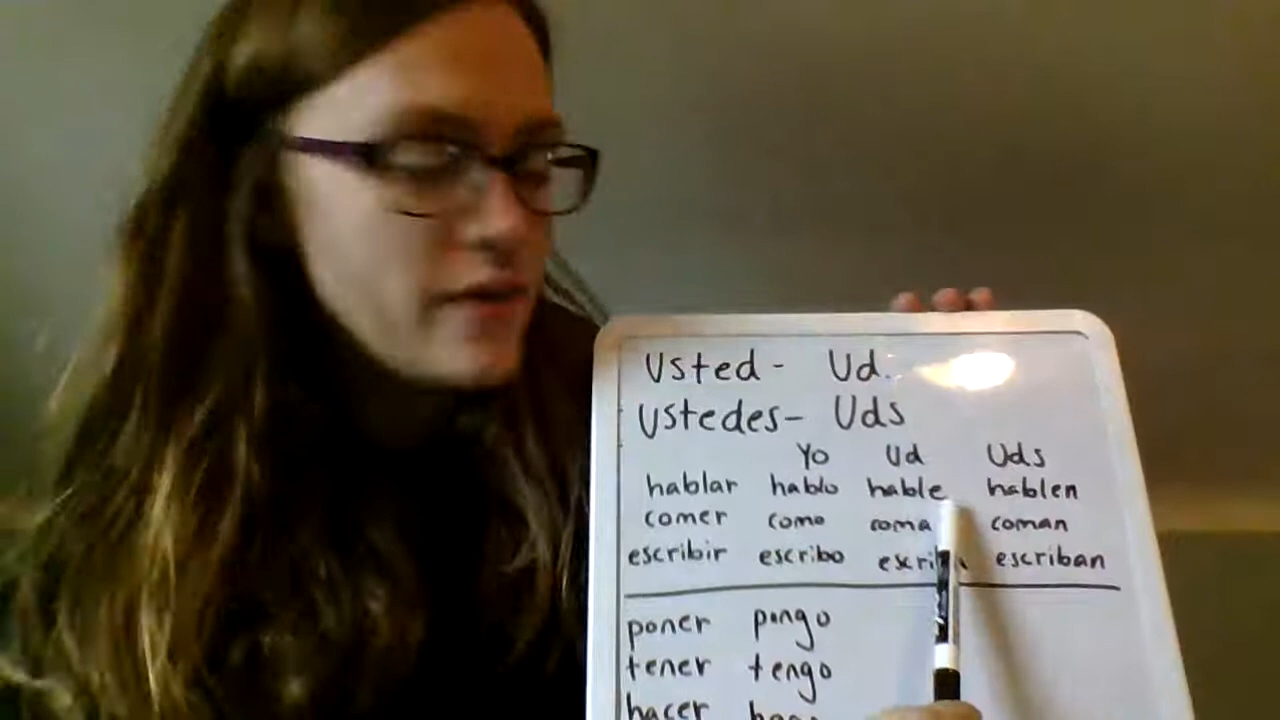 Usted - Ud.
Ustedes - Uds
Yo Ud Uds
hablar hablo hable hablen
comer como coma coman
escribir escribo escriban
poner pongo
tener tengo
hacer